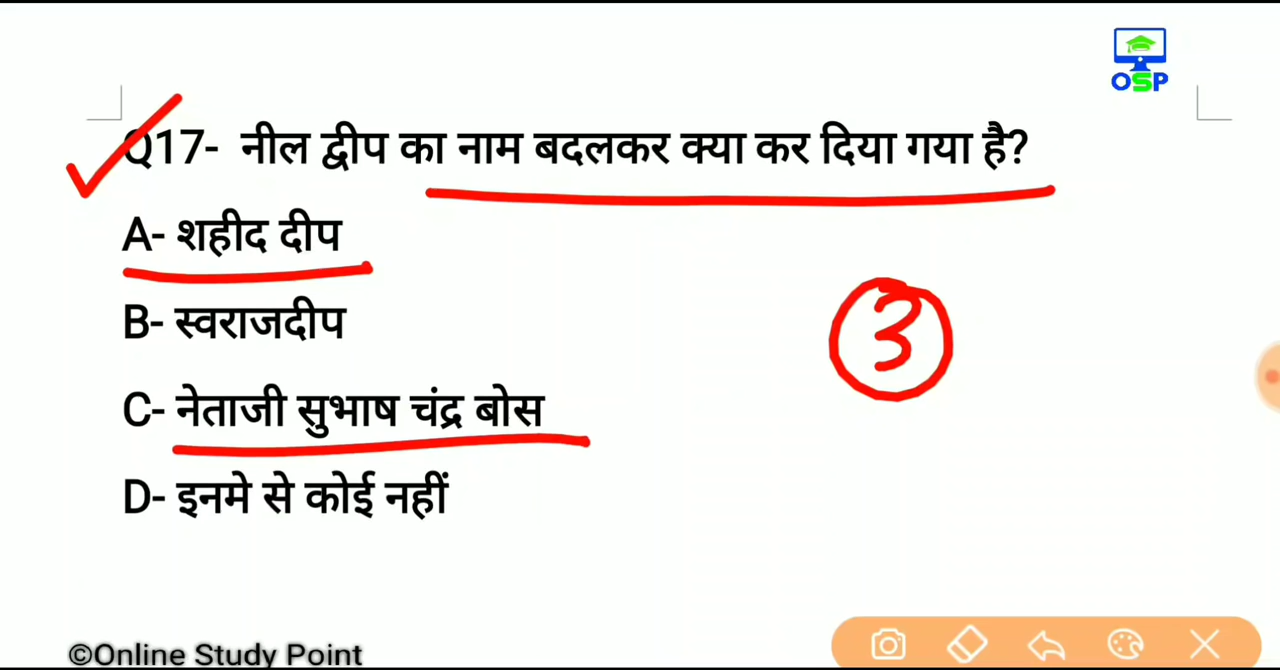 OSP
Q17- नील द्वीप का नाम बदलकर क्या कर दिया गया है?
A- शहीद दीप
B- स्वराजदीप
3
C- नेताजी सुभाष चंद्र बोस
D- इनमे से कोई नहीं
©Online Study Point